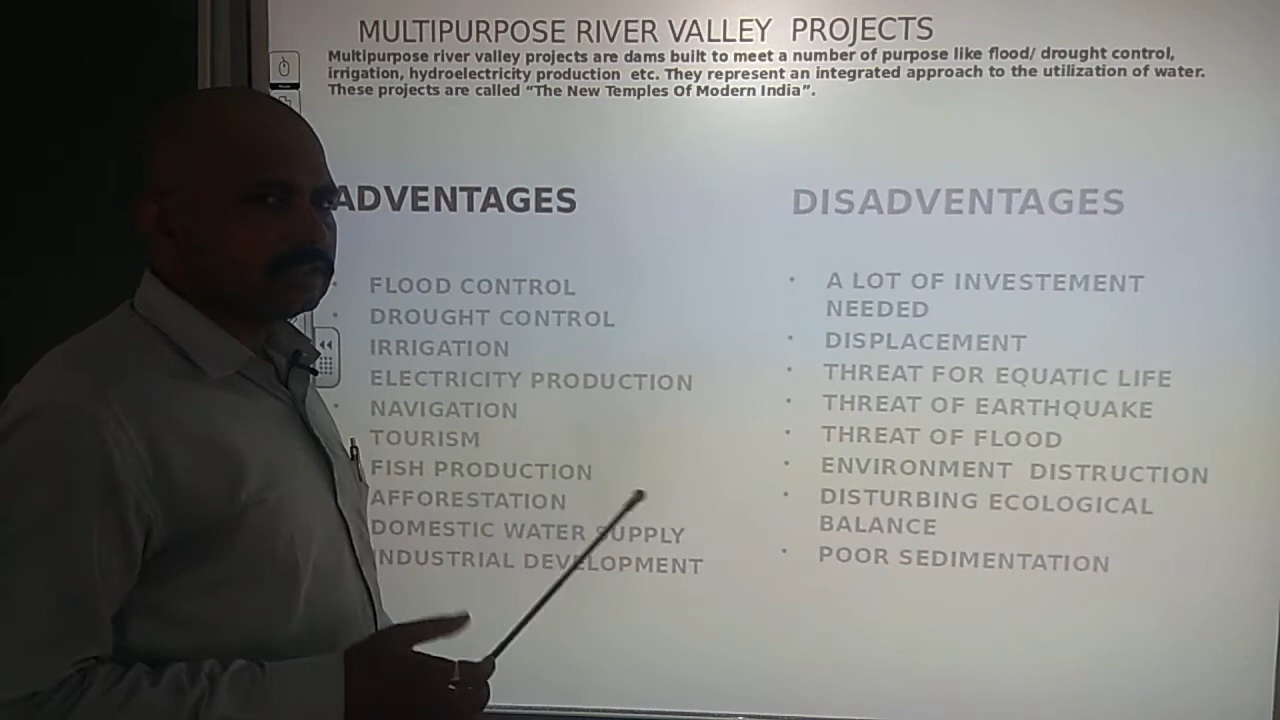 MULTIPURPOSE RIVER VALLEY PROJECTS
Multipurpose river valley projects are dams built to meet a number of purpose like flood/ drought control,
irrigation, hydroelectricity production etc. They represent an integrated approach to the utilization of water.
These projects are called “The New Temples Of Modern India”.
ADVENTAGES
• FLOOD CONTROL
• DROUGHT CONTROL
IRRIGATION
ELECTRICITY PRODUCTION
• NAVIGATION
TOURISM
FISH PRODUCTION
AFFORESTATION
DOMESTIC WATER SUPPLY
INDUSTRIAL DEVELOPMENT
DISADVENTAGES
• A LOT OF INVESTEMENT
NEEDED
• DISPLACEMENT
• THREAT FOR EQUATIC LIFE
• THREAT OF EARTHQUAKE
• THREAT OF FLOOD
• ENVIRONMENT DISTRUCTION
• DISTURBING ECOLOGICAL
BALANCE
• POOR SEDIMENTATION